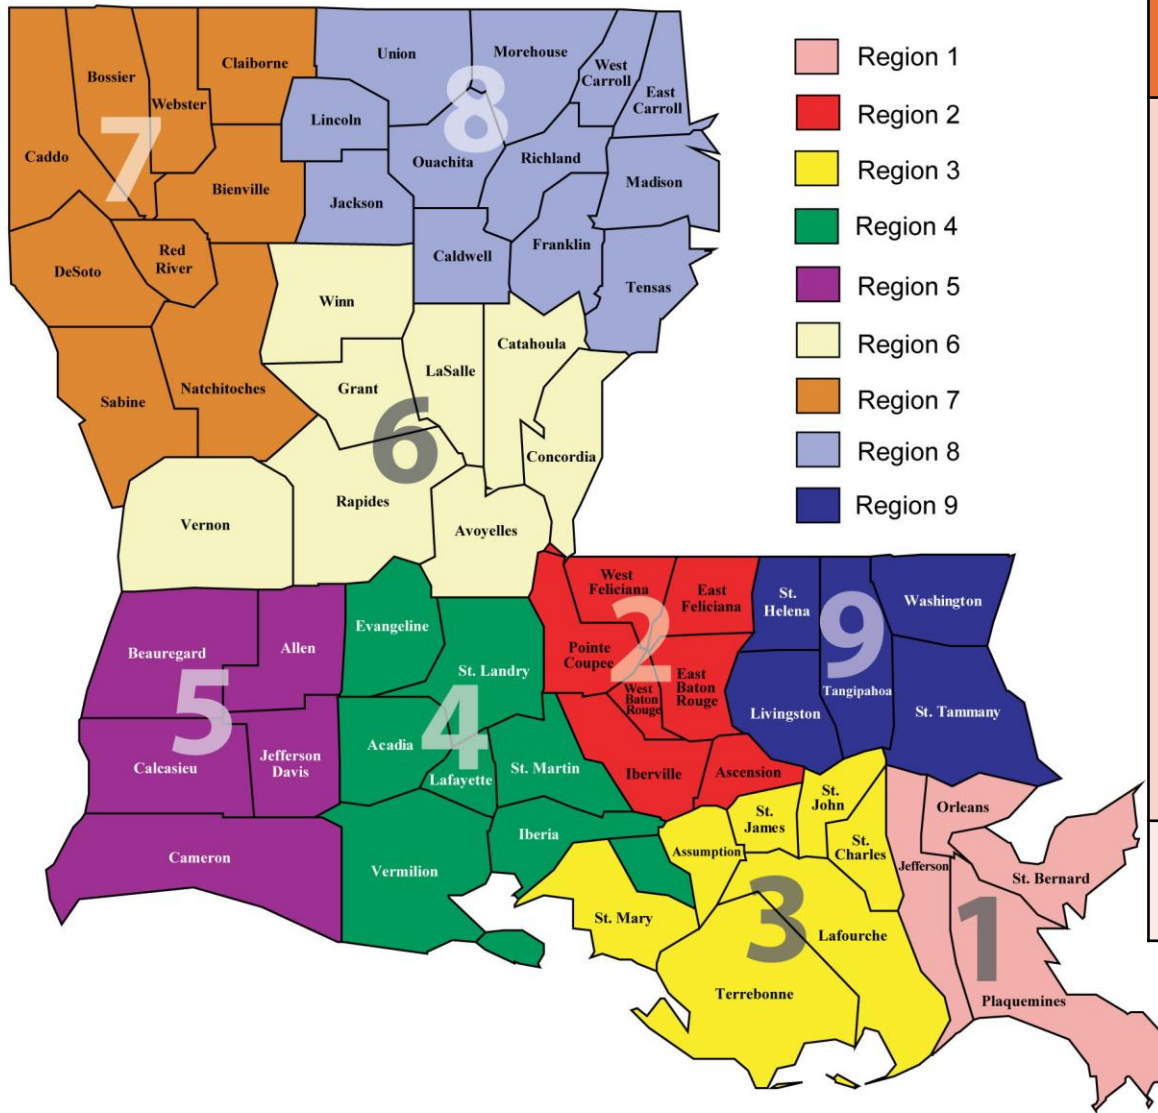 Union
Morehouse
West
Carroll
East
Carroll
Claiborne
Bossier
Webster
8
Lincoln
7
Caddo
Ouachita
Richland
Madison
Bienville
Jackson
Franklin
Caldwell
Red
River
DeSoto
Tensas
Winn
Catahoula
LaSalle
Grant
Natchitoches
Sabine
6
Concordia
Rapides
Vernon
Avoyelles
West
Feliciana
East
Feliciana
St.
Helena
Washington
Evangeline
2
9
Beauregard
Allen
Pointe
Coupee
St. Landry
East
Baton
Rouge
West
Baton
Rouge
Tangipahoa
5
4
Livingston
St. Tammany
Acadia
Jefferson
Davis
Calcasieu
St. Martin
Lafayette
Iberville
Ascension
St.
John
Orleans
St.
James
Iberia
Assumption
St.
Charles
Cameron
Vermilion
Jefferson
St. Bernard
St. Mary
3
Lafourche
1
Terrebonne
Plaquemines
Region 1
Region 2
Region 3
Region 4
Region 5
Region 6
Region 7
Region 8
Region 9